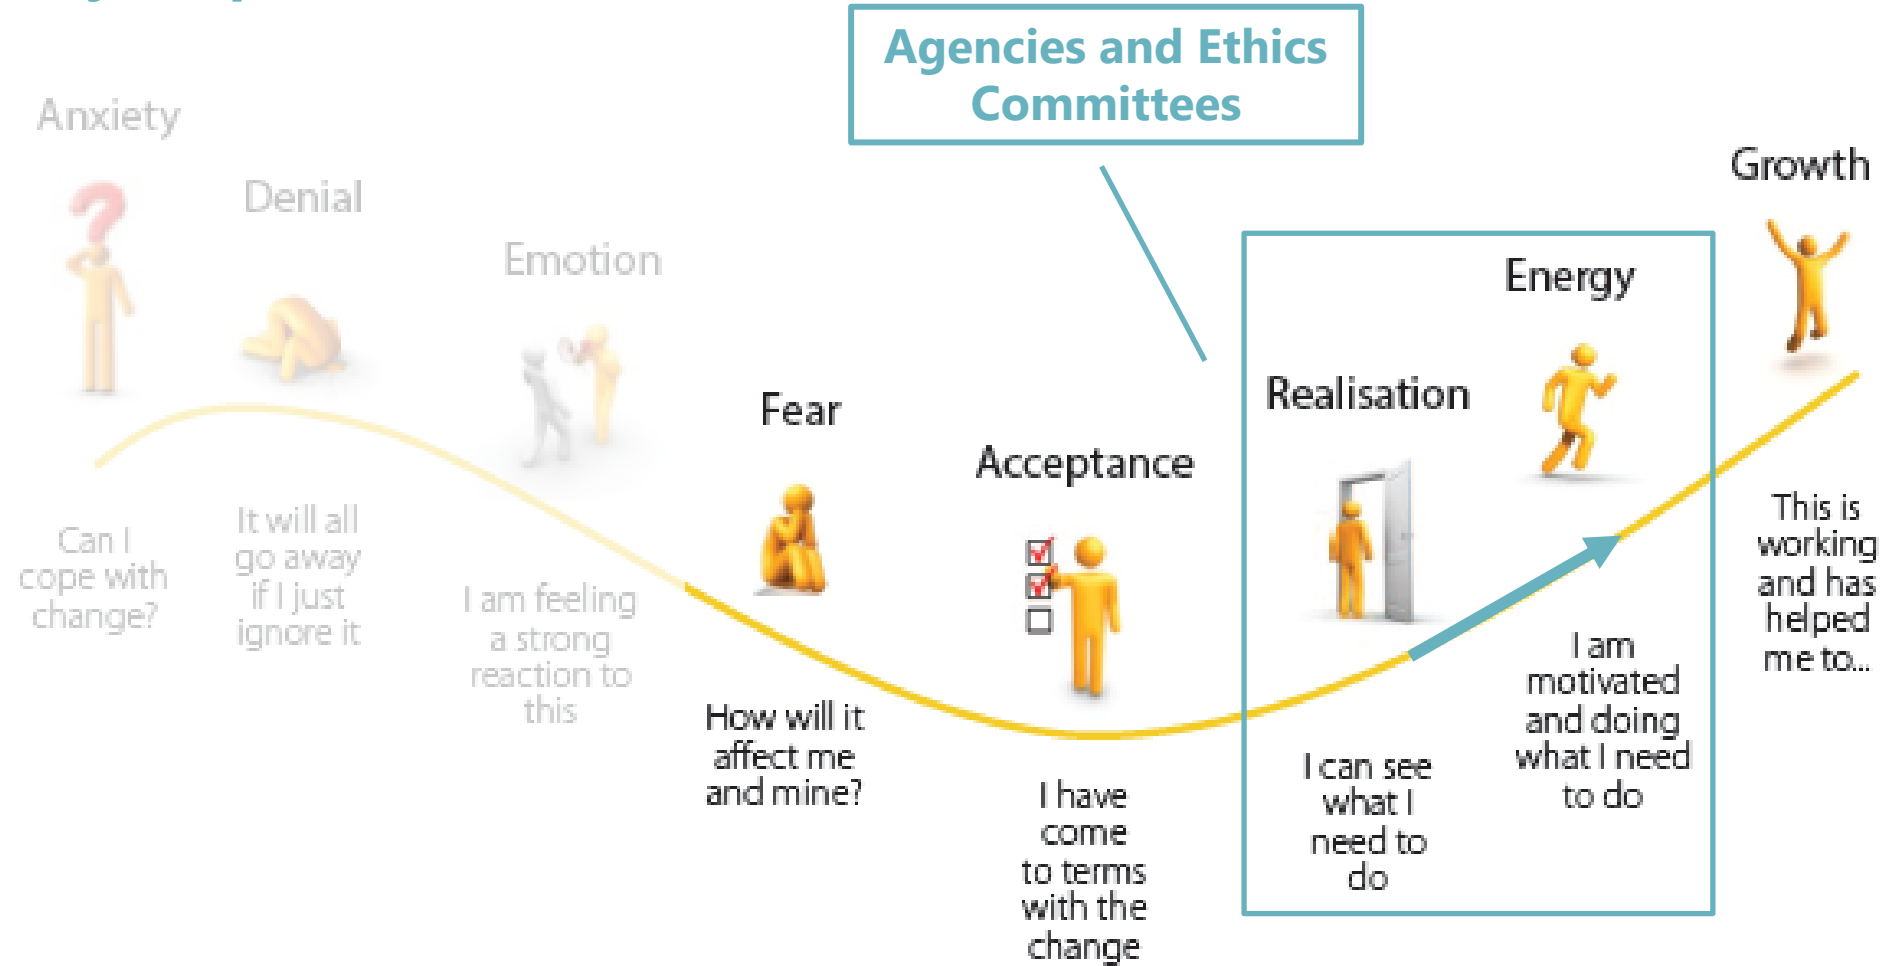 Agencies and Ethics
Committees
Anxiety
Can I
cope with
change?
Denial
It will all
go away
if I just
ignore it
Emotion
I am feeling
a strong
reaction to
this
Fear
How will it
affect me
and mine?
Acceptance
I have
come
to terms
with the
change
Realisation
I can see
what I
need to
do
Energy
I am
motivated
and doing
what I need
to do
Growth
This is
working
and has
helped
me to...